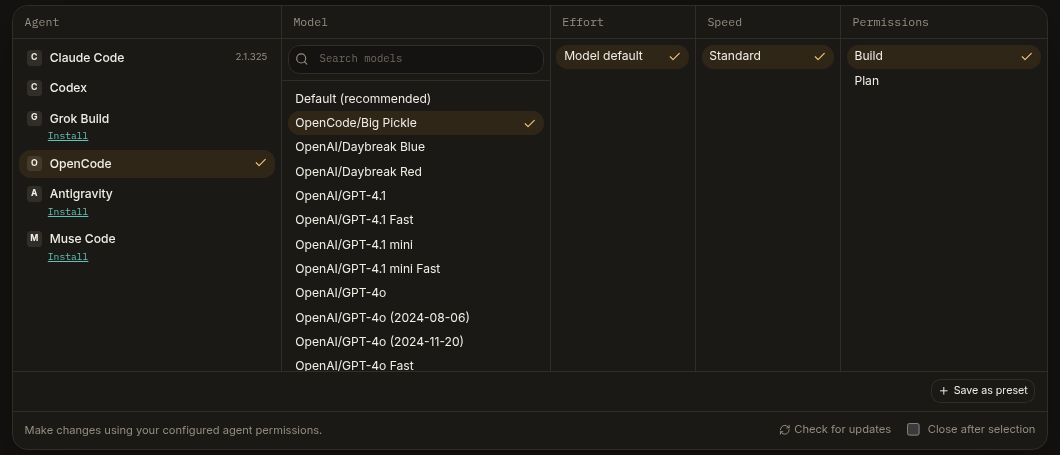 Agent
Model
Effort
Speed
Permissions
C Claude Code 2.1.325
C Codex
G Grok Build
Install
O OpenCode
A Antigravity
Install
M Muse Code
Install
Search models
Default (recommended)
OpenCode/Big Pickle
OpenAI/Daybreak Blue
OpenAI/Daybreak Red
OpenAI/GPT-4.1
OpenAI/GPT-4.1 Fast
OpenAI/GPT-4.1 mini
OpenAI/GPT-4.1 mini Fast
OpenAI/GPT-4o
OpenAI/GPT-4o (2024-08-06)
OpenAI/GPT-4o (2024-11-20)
OpenAI/GPT-4o Fast
Model default
Standard
Build
Plan
+ Save as preset
Make changes using your configured agent permissions.
Check for updates
Close after selection